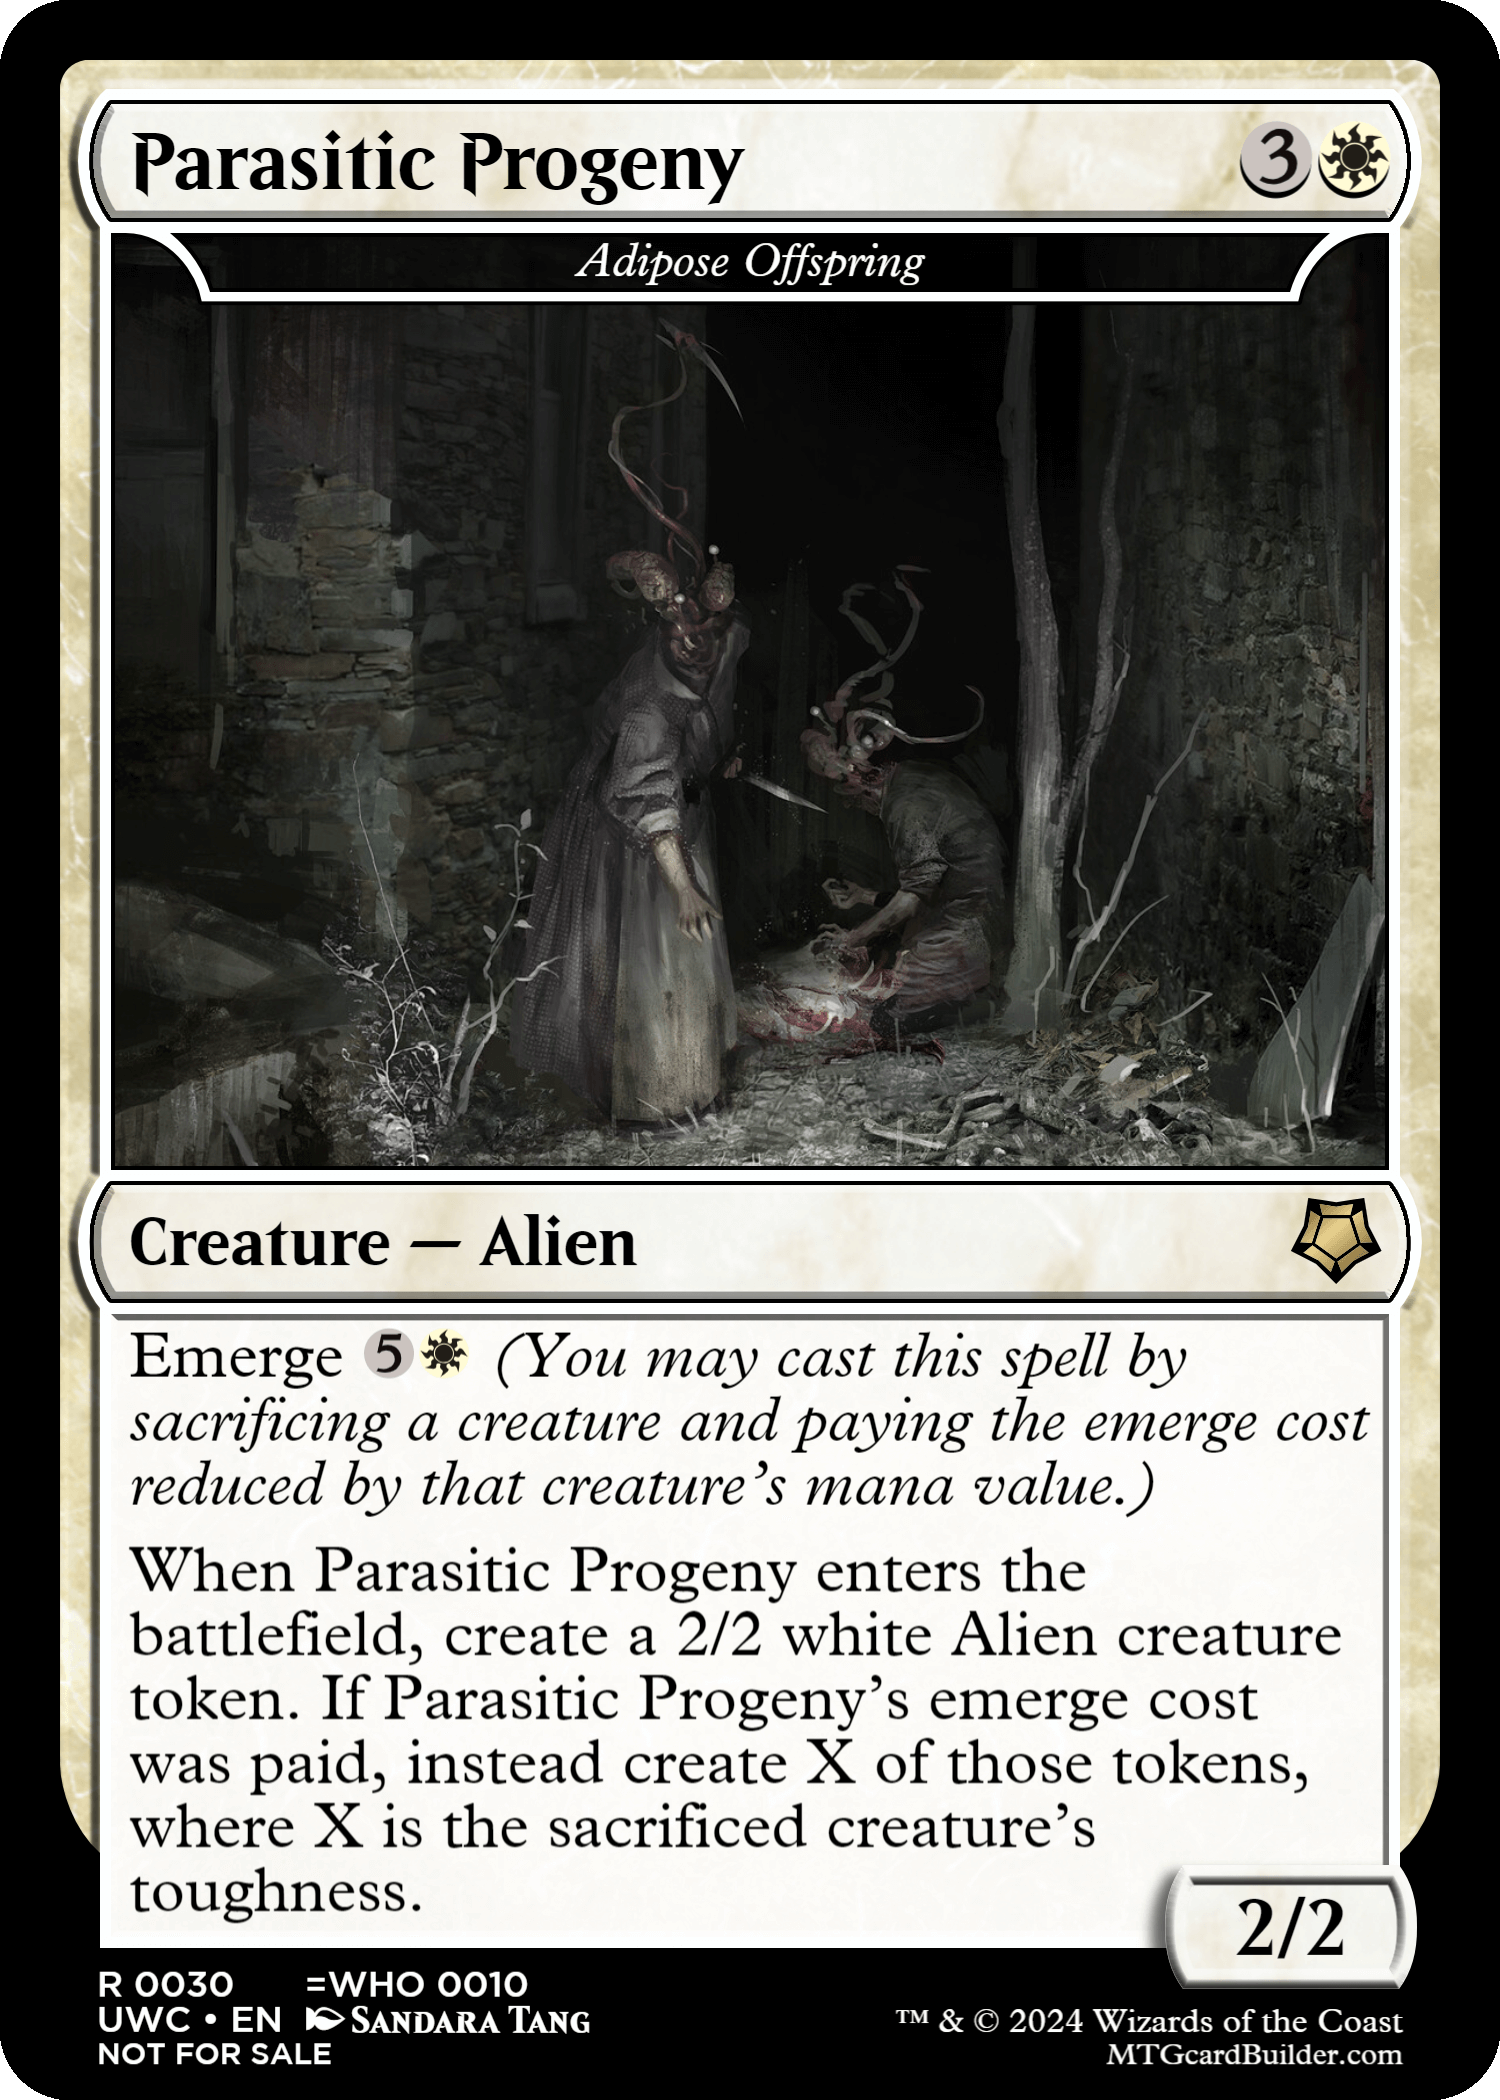 Parasitic Progeny 3
Adipose Offspring
Creature — Alien
Emerge 5 (You may cast this spell by
sacrificing a creature and paying the emerge cost
reduced by that creature's mana value.)
When Parasitic Progeny enters the
battlefield, create a 2/2 white Alien creature
token. If Parasitic Progeny's emerge cost
was paid, instead create X of those tokens,
where X is the sacrificed creature's
toughness.
2/2
R 0030 =WHO 0010
UWC • EN SANDARA TANG
NOT FOR SALE
™ & © 2024 Wizards of the Coast
MTGcardBuilder.com